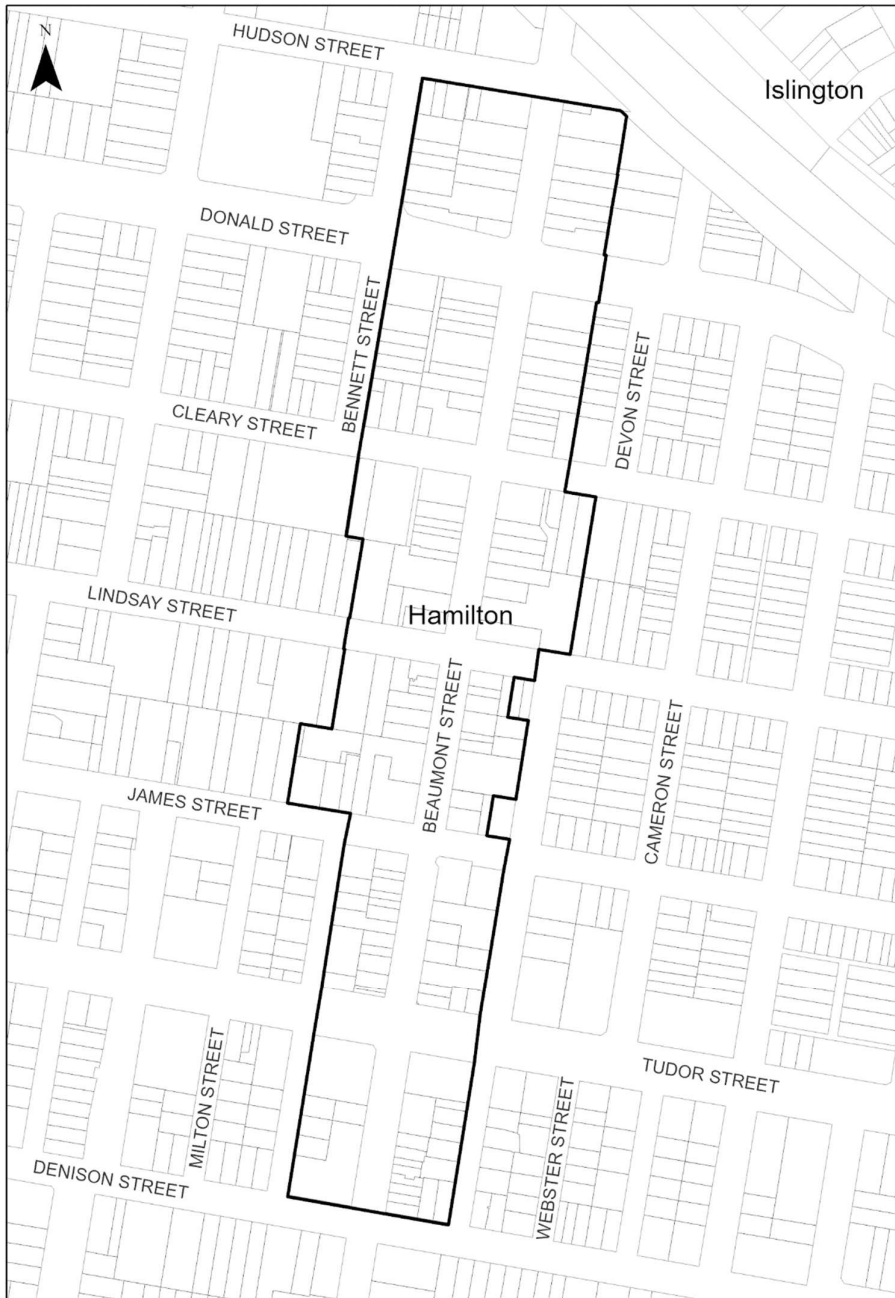 N
HUDSON STREET
Islington
DONALD STREET
BENNETT STREET
DEVON STREET
CLEARY STREET
LINDSAY STREET
Hamilton
BEAUMONT STREET
CAMERON STREET
JAMES STREET
MILTON STREET
TUDOR STREET
WEBSTER STREET
DENISON STREET